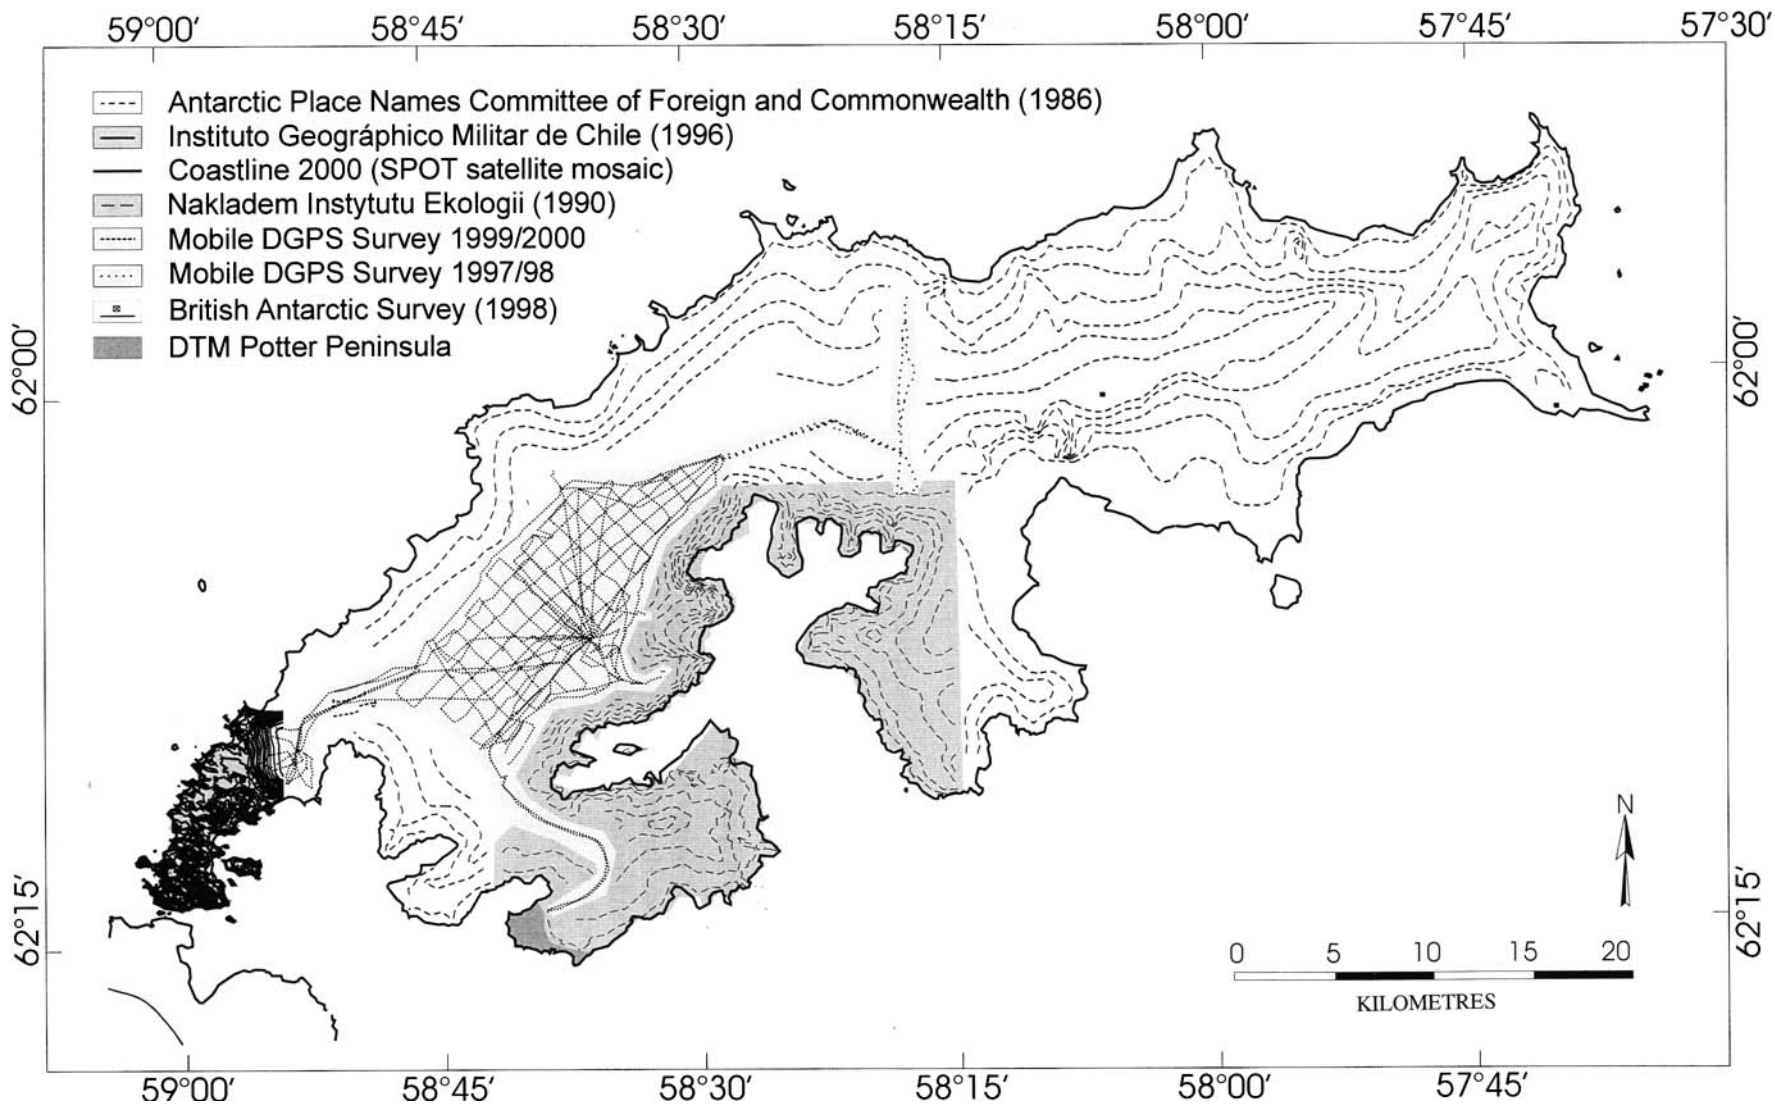 59°00′ 58°45′ 58°30′ 58°15′ 58°00′ 57°45′ 57°30′
Antarctic Place Names Committee of Foreign and Commonwealth (1986)
Instituto Geográphico Militar de Chile (1996)
Coastline 2000 (SPOT satellite mosaic)
Nakladem Instytutu Ekologii (1990)
Mobile DGPS Survey 1999/2000
Mobile DGPS Survey 1997/98
British Antarctic Survey (1998)
DTM Potter Peninsula
62°00′ 62°00′
N
62°15′ 62°15′
0 5 10 15 20
KILOMETRES
59°00′ 58°45′ 58°30′ 58°15′ 58°00′ 57°45′